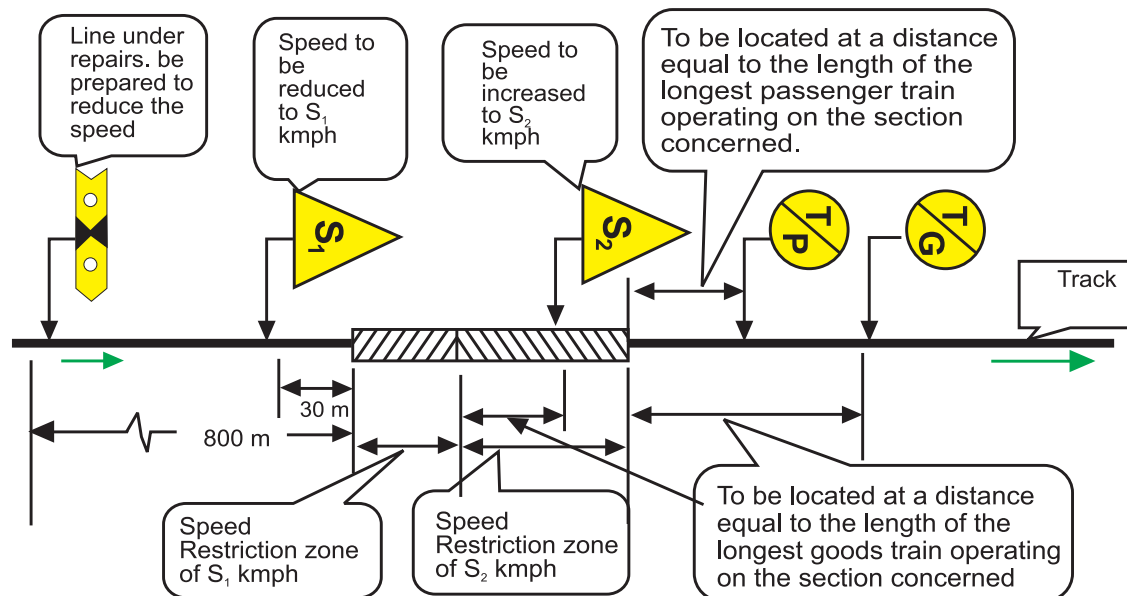 Line under
repairs. be
prepared to
reduce the
speed
Speed to
be
reduced
to S₁
kmph
Speed to
be
increased
to S₂
kmph
To be located at a distance
equal to the length of the
longest passenger train
operating on the section
concerned.
S₁
S₂
T/P
T/G
Track
30 m
800 m
Speed
Restriction zone
of S₁ kmph
Speed
Restriction zone
of S₂ kmph
To be located at a distance
equal to the length of the
longest goods train operating
on the section concerned